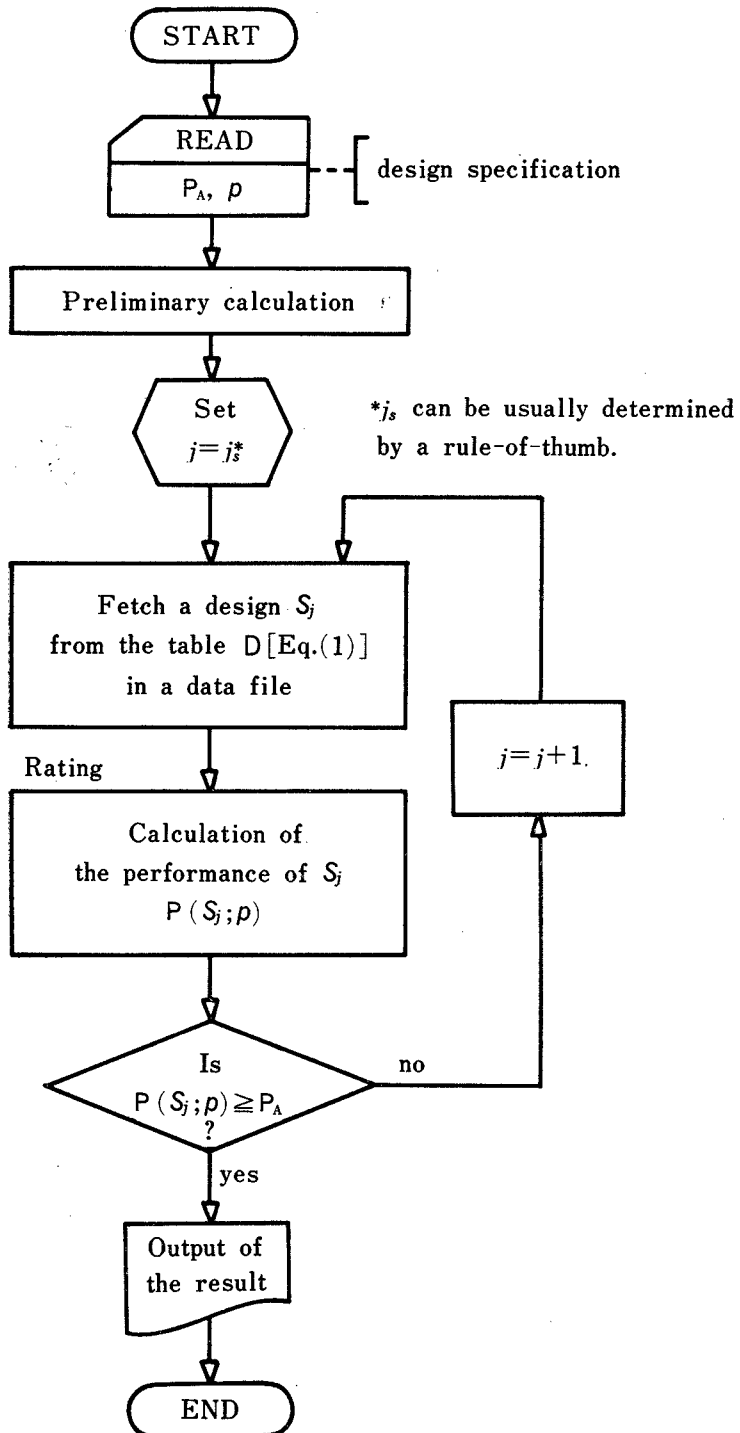 START
READ
P_A, p
design specification
Preliminary calculation
Set
j=j_s*
*j_s can be usually determined
by a rule-of-thumb.
Fetch a design S_j
from the table D[Eq.(1)]
in a data file
j=j+1
Rating
Calculation of
the performance of S_j
P(S_j;p)
Is
P(S_j;p)≧P_A
?
no
yes
Output of
the result
END